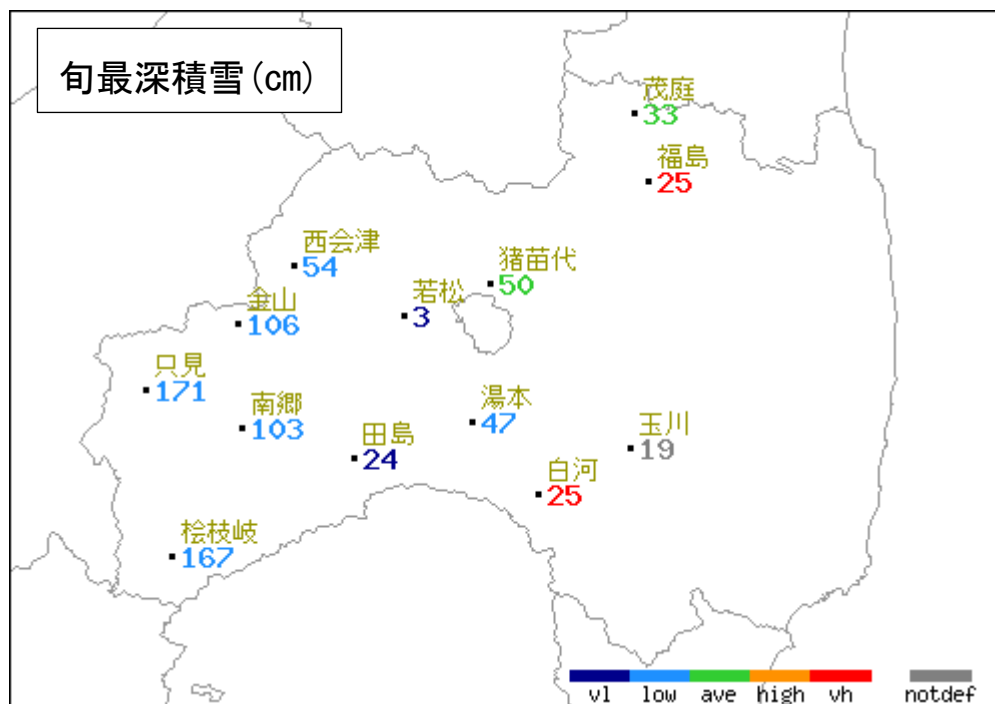 旬最深積雪(cm)
茂庭
33
福島
25
西会津
54
猪苗代
50
若松
3
金山
106
只見
171
南郷
103
湯本
47
田島
24
玉川
19
白河
25
桧枝岐
167
vl low ave high vh notdef